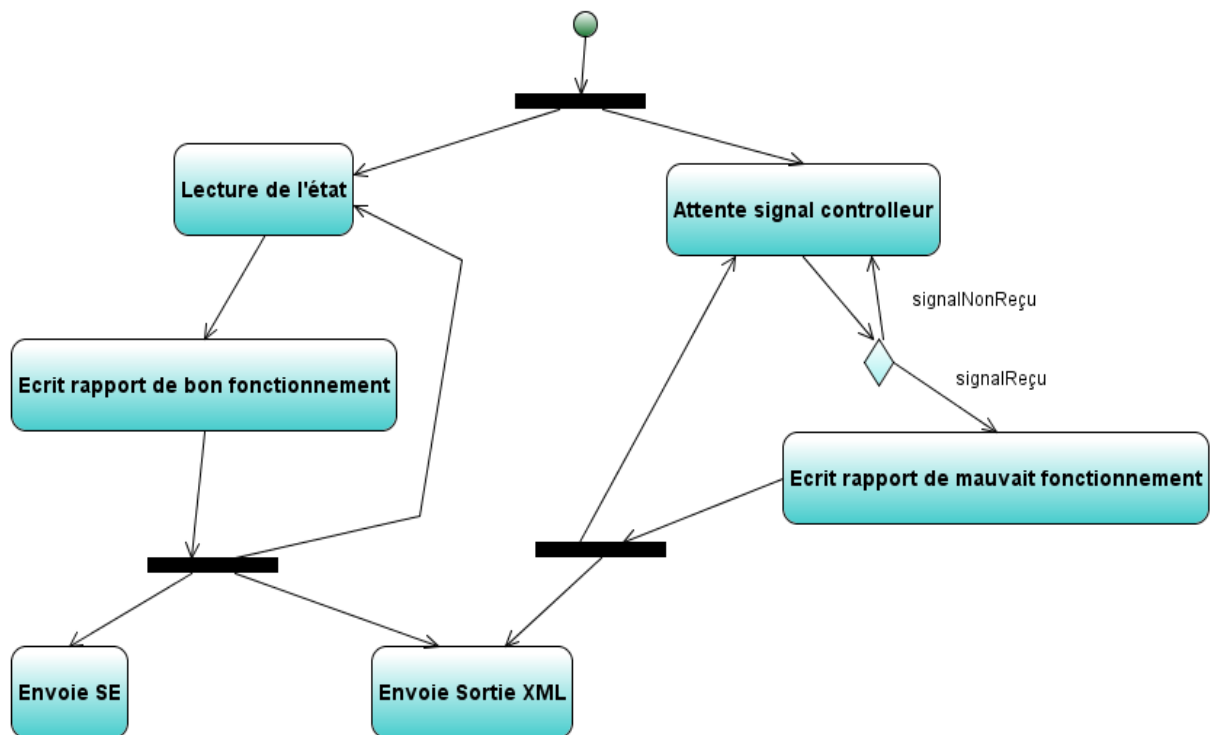 Lecture de l'état
Attente signal controlleur
signalNonReçu
Ecrit rapport de bon fonctionnement
signalReçu
Ecrit rapport de mauvait fonctionnement
Envoie SE
Envoie Sortie XML